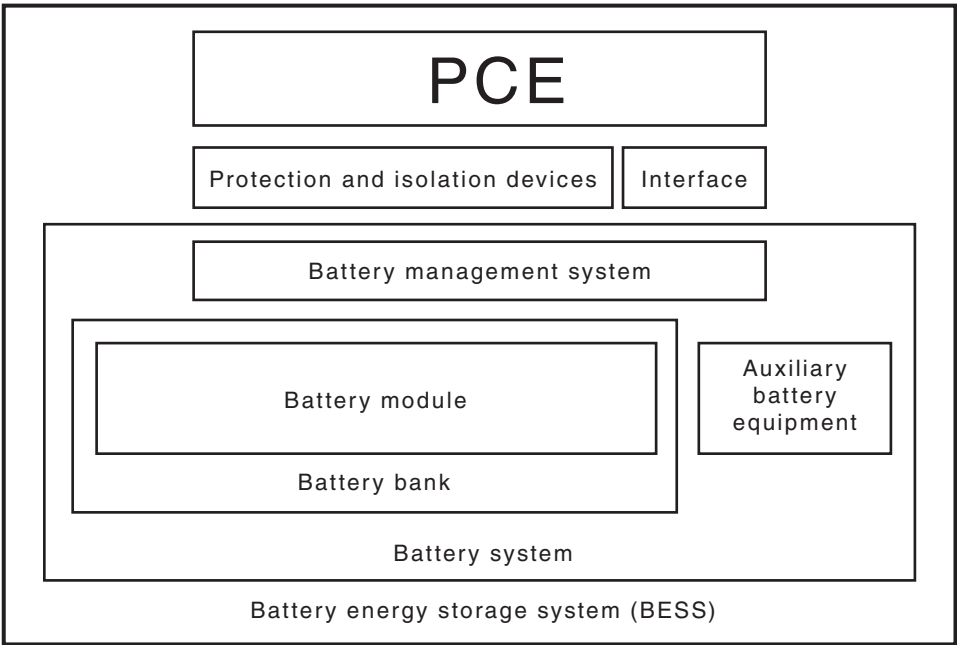 PCE
Protection and isolation devices
Interface
Battery management system
Battery module
Auxiliary
battery
equipment
Battery bank
Battery system
Battery energy storage system (BESS)